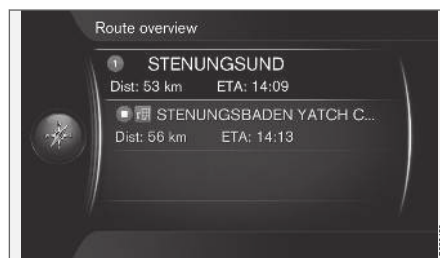 Route overview
1 STENUNGSUND
Dist: 53 km ETA: 14:09
STENUNGSBADEN YATCH C...
Dist: 56 km ETA: 14:13